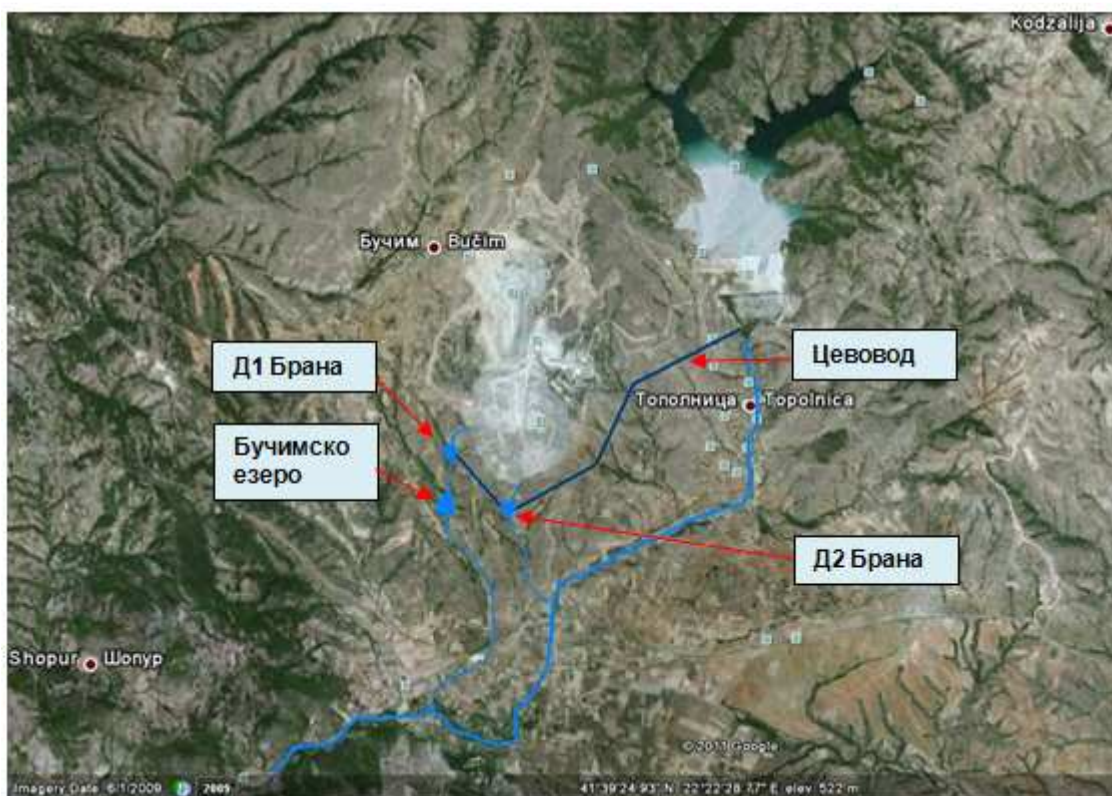 Kodzalija
Бучим Bučim
Д1 Брана
Цевовод
Тополница Topolnica
Бучимско
езеро
Д2 Брана
Shopur Шопур
© 2011 Google
Imagery Date: 6/1/2009 2005
41°39'24.93" N 22°22'28.77" E elev 522 m